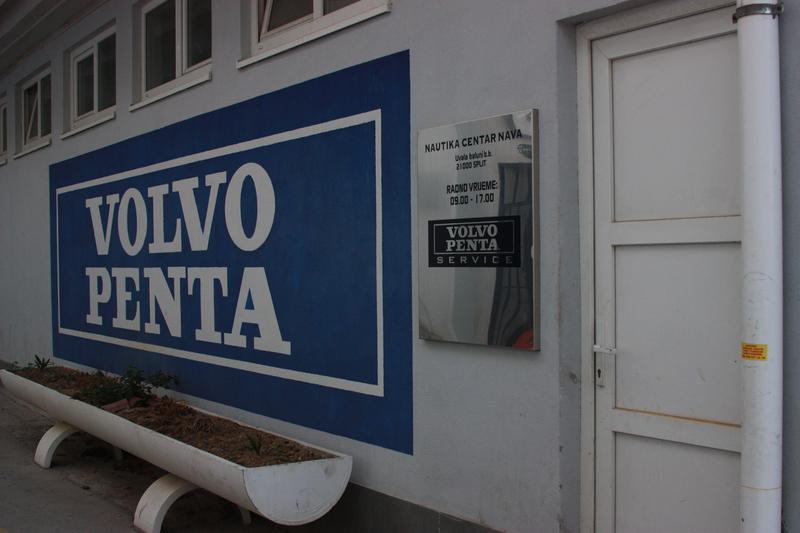 VOLVO
PENTA
NAUTIKA CENTAR NAVA
Uvala baluni b.b.
21000 SPLIT
RADNO VRIJEME:
09.00 - 17.00
VOLVO
PENTA
SERVICE